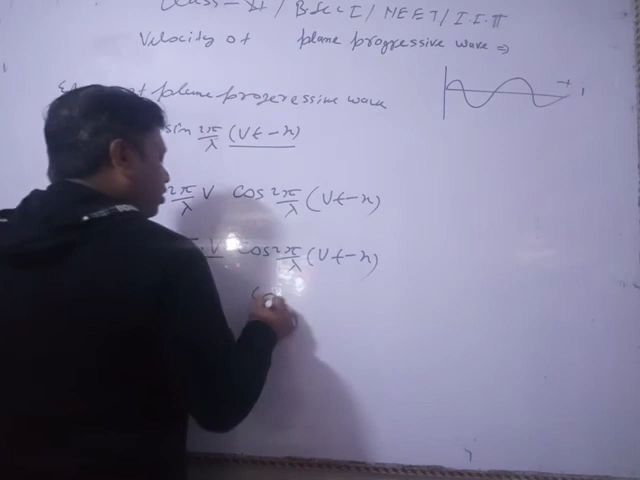 Class-XI / B.Sc-I / NEET / I.I.T
Velocity of plane progressive wave ⇒
of plane progressive wave
sin 2π/λ (Vt-x)
2π/λ V cos 2π/λ (Vt-x)
V cos 2π/λ (Vt-x)